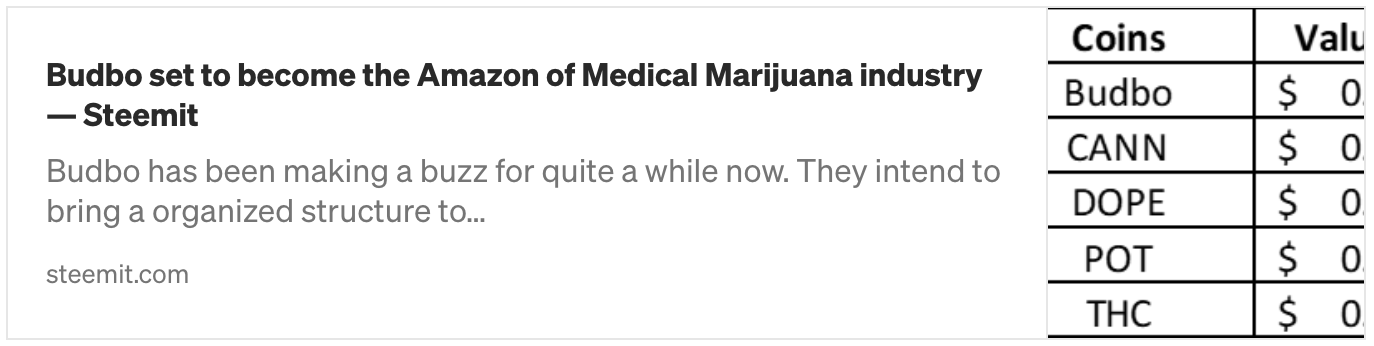 Budbo set to become the Amazon of Medical Marijuana industry
— Steemit
Budbo has been making a buzz for quite a while now. They intend to
bring a organized structure to...
steemit.com
Coins Valu
Budbo $ 0.
CANN $ 0.
DOPE $ 0.
POT $ 0.
THC $ 0.